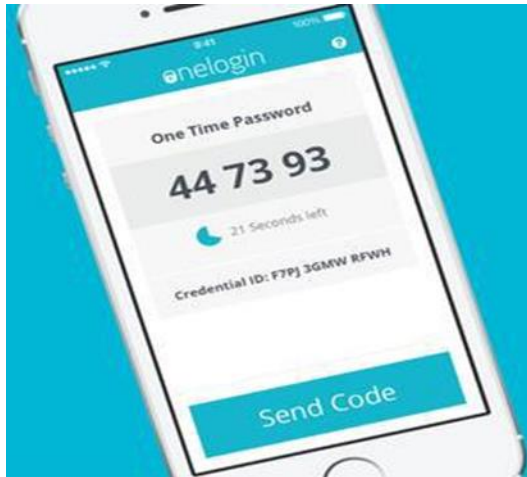 9:41
100%
onelogin
?
One Time Password
44 73 93
21 Seconds left
Credential ID: F7PJ 3GMW RFWH
Send Code